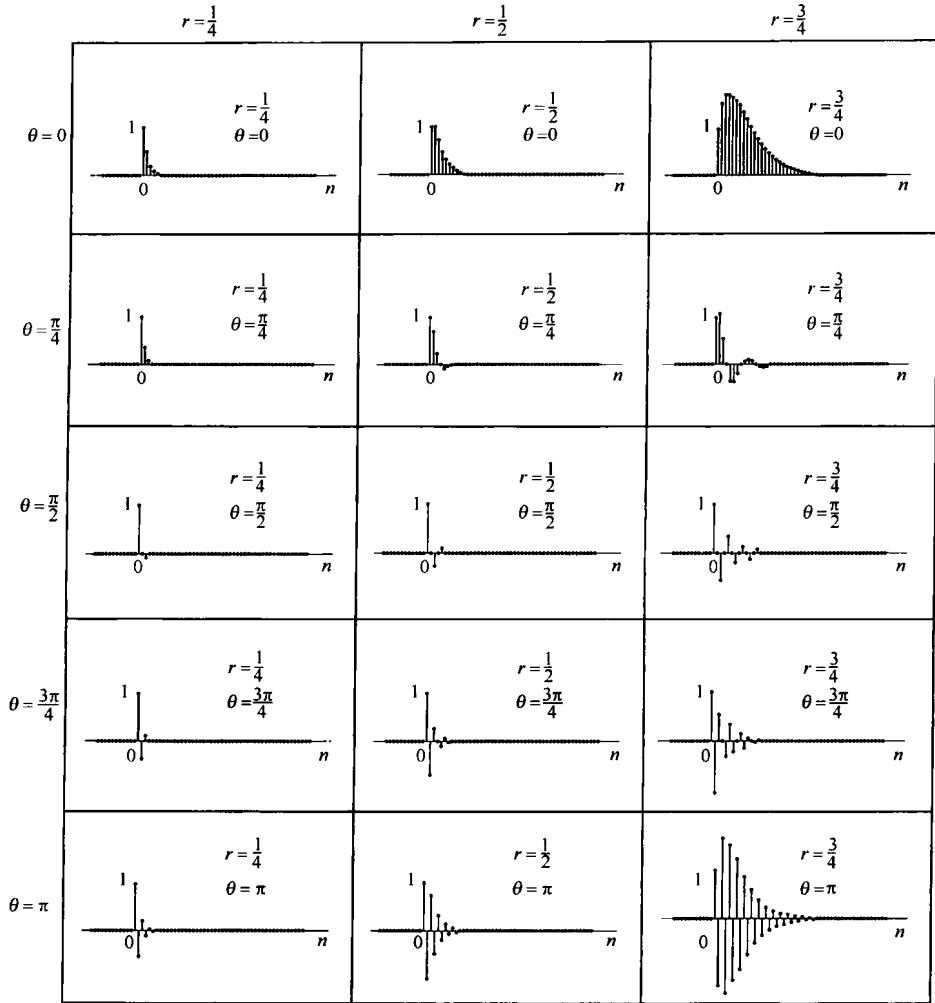 r=1/4 r=1/2 r=3/4
θ=0
1 r=1/4 θ=0 0 n
1 r=1/2 θ=0 0 n
1 r=3/4 θ=0 0 n
θ=π/4
1 r=1/4 θ=π/4 0 n
1 r=1/2 θ=π/4 0 n
1 r=3/4 θ=π/4 0 n
θ=π/2
1 r=1/4 θ=π/2 0 n
1 r=1/2 θ=π/2 0 n
1 r=3/4 θ=π/2 0 n
θ=3π/4
1 r=1/4 θ=3π/4 0 n
1 r=1/2 θ=3π/4 0 n
1 r=3/4 θ=3π/4 0 n
θ=π
1 r=1/4 θ=π 0 n
1 r=1/2 θ=π 0 n
1 r=3/4 θ=π 0 n